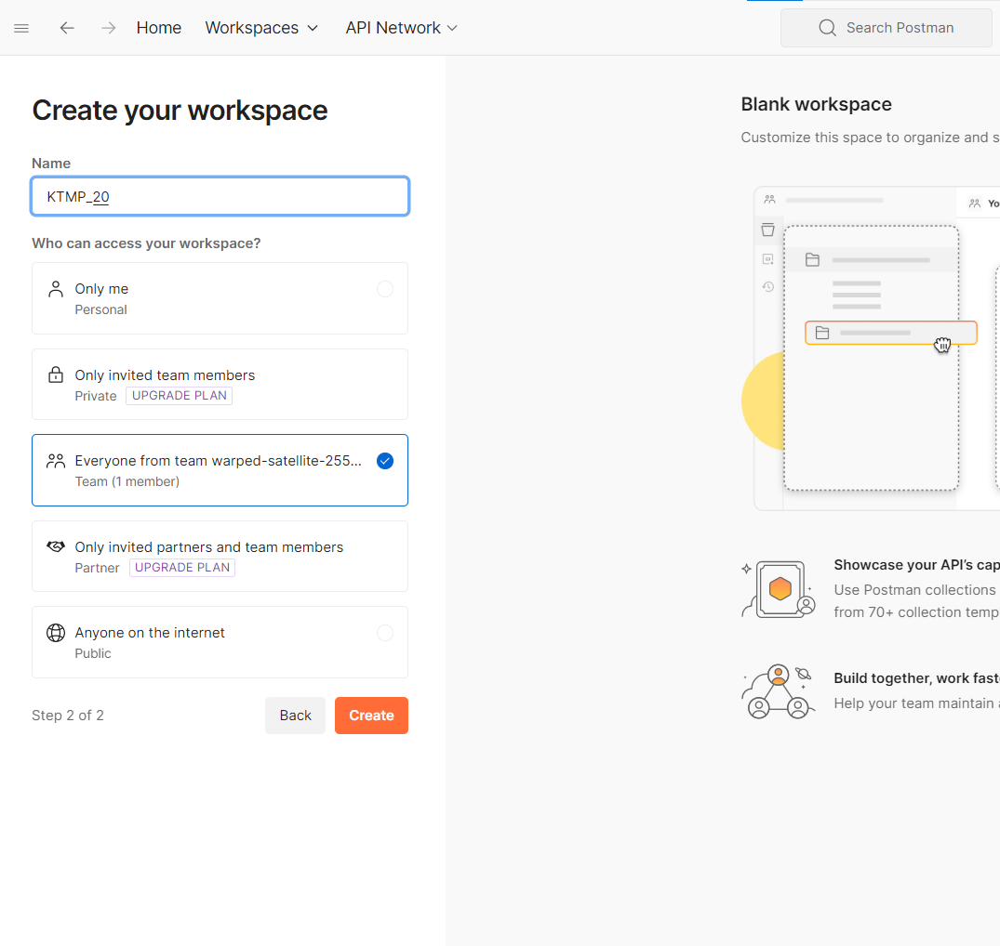 Home Workspaces API Network Search Postman
Create your workspace
Name
KTMP_20
Who can access your workspace?
Only me
Personal
Only invited team members
Private UPGRADE PLAN
Everyone from team warped-satellite-255...
Team (1 member)
Only invited partners and team members
Partner UPGRADE PLAN
Anyone on the internet
Public
Step 2 of 2 Back Create
Blank workspace
Customize this space to organize and s
Yo
Showcase your API's cap
Use Postman collections
from 70+ collection temp
Build together, work fast
Help your team maintain a